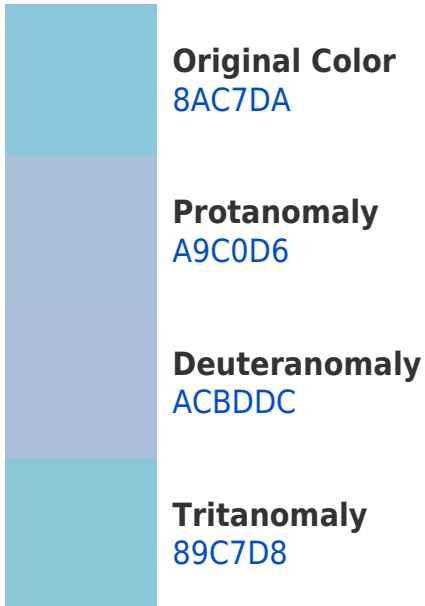 Original Color
8AC7DA
Protanomaly
A9C0D6
Deuteranomaly
ACBDDC
Tritanomaly
89C7D8